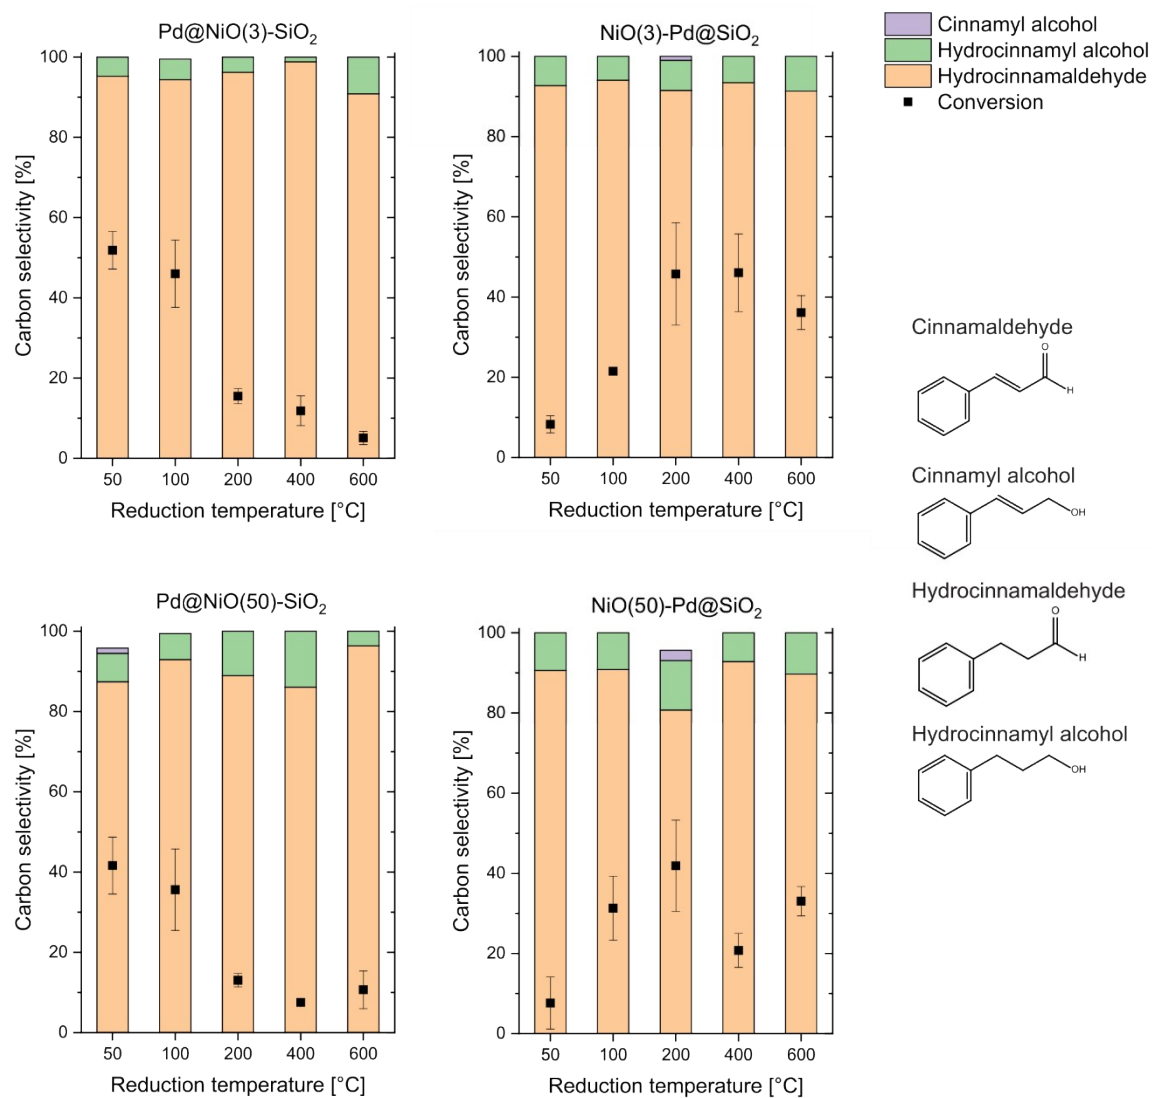 Pd@NiO(3)-SiO₂
100
80
60
40
20
0
Carbon selectivity [%]
50 100 200 400 600
Reduction temperature [°C]
NiO(3)-Pd@SiO₂
100
80
60
40
20
0
Carbon selectivity [%]
50 100 200 400 600
Reduction temperature [°C]
Cinnamyl alcohol
Hydrocinnamyl alcohol
Hydrocinnamaldehyde
Conversion
Pd@NiO(50)-SiO₂
100
80
60
40
20
0
Carbon selectivity [%]
50 100 200 400 600
Reduction temperature [°C]
NiO(50)-Pd@SiO₂
100
80
60
40
20
0
Carbon selectivity [%]
50 100 200 400 600
Reduction temperature [°C]
Cinnamaldehyde
O
H
Cinnamyl alcohol
OH
Hydrocinnamaldehyde
O
H
Hydrocinnamyl alcohol
OH